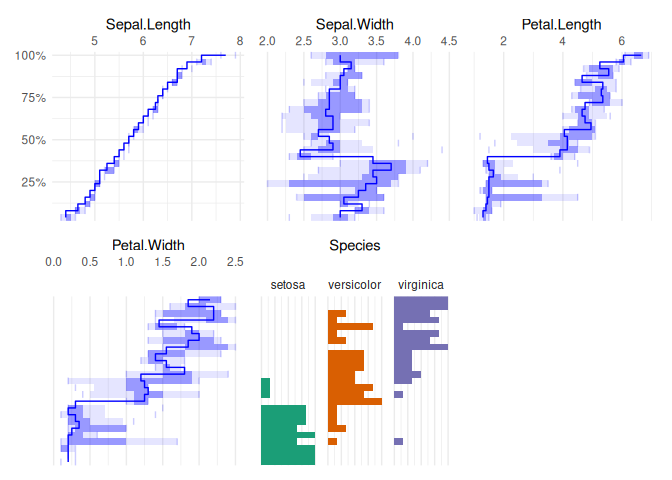 Sepal.Length Sepal.Width Petal.Length
5 6 7 8 2.0 2.5 3.0 3.5 4.0 4.5 2 4 6
100%
75%
50%
25%
Petal.Width Species
0.0 0.5 1.0 1.5 2.0 2.5
setosa versicolor virginica